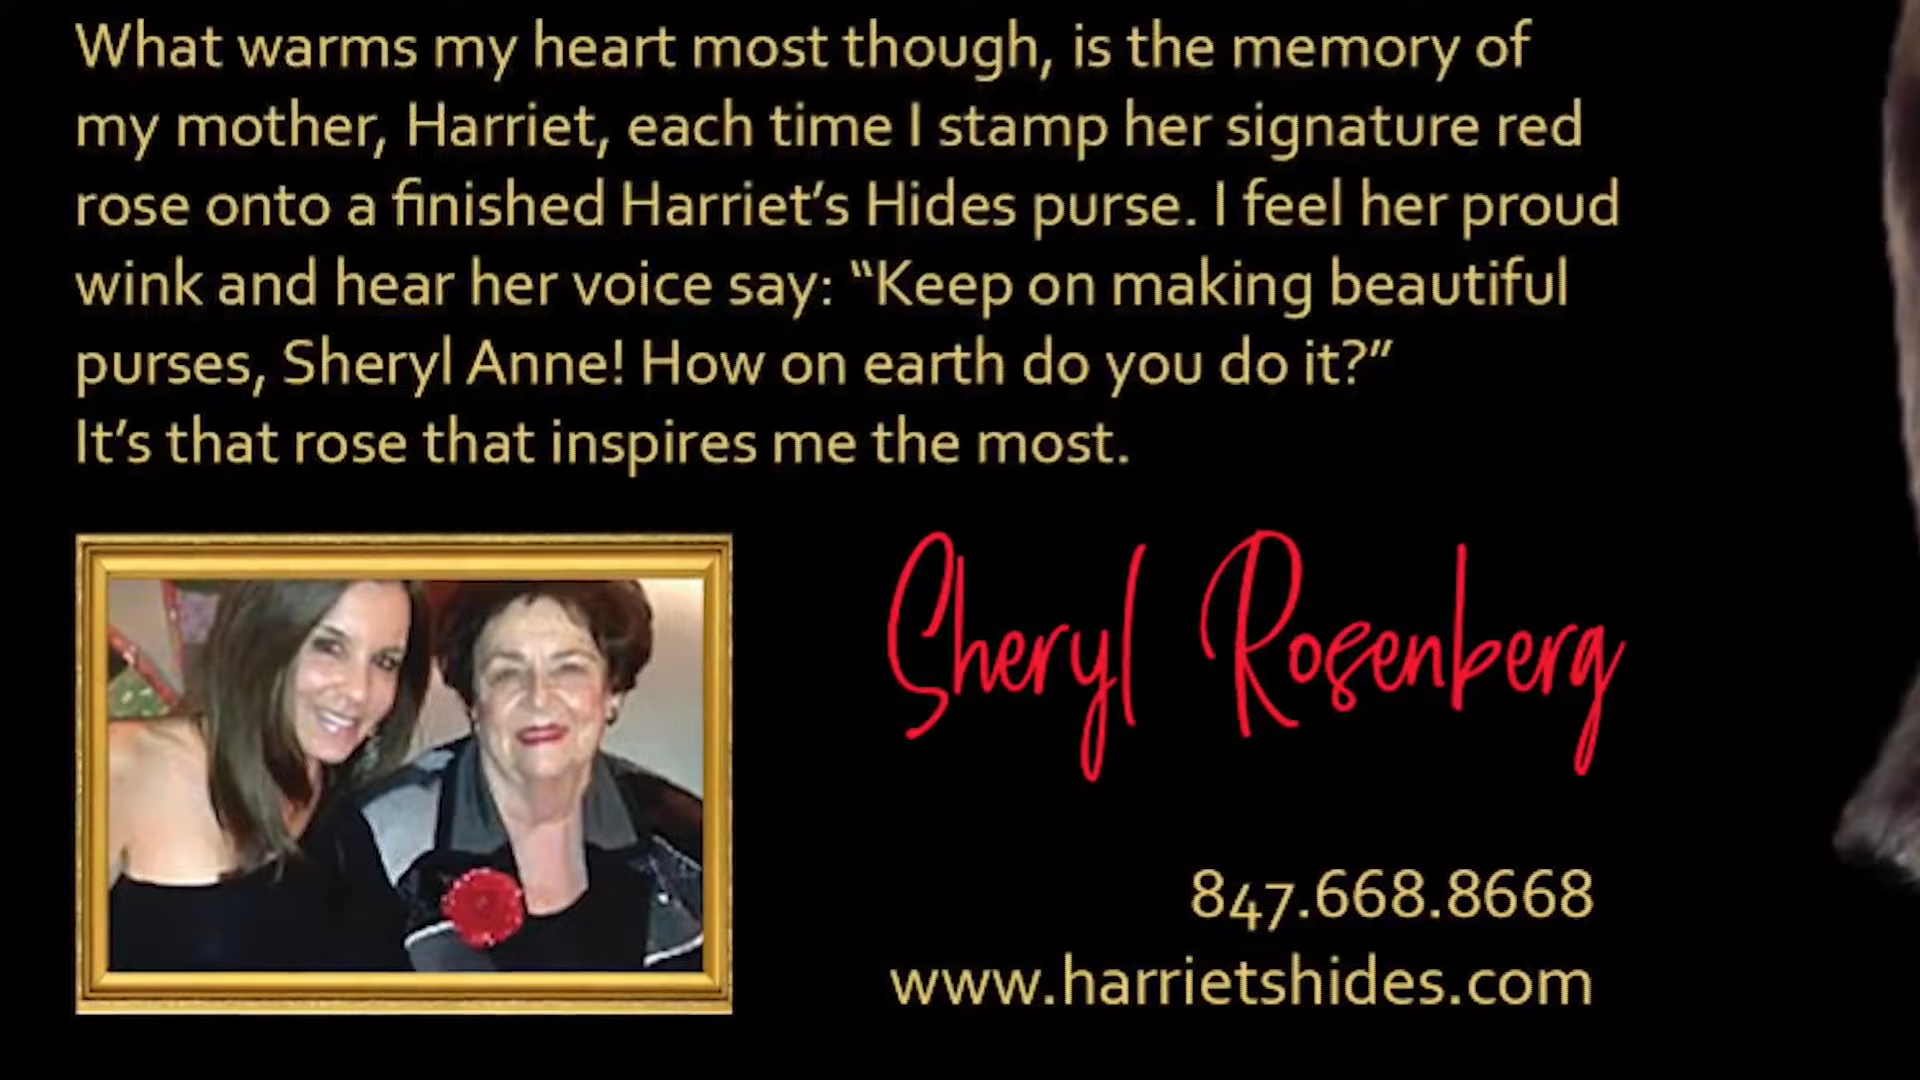 What warms my heart most though, is the memory of
my mother, Harriet, each time I stamp her signature red
rose onto a finished Harriet’s Hides purse. I feel her proud
wink and hear her voice say: “Keep on making beautiful
purses, Sheryl Anne! How on earth do you do it?”
It’s that rose that inspires me the most.
Sheryl Rosenberg
847.668.8668
www.harrietshides.com